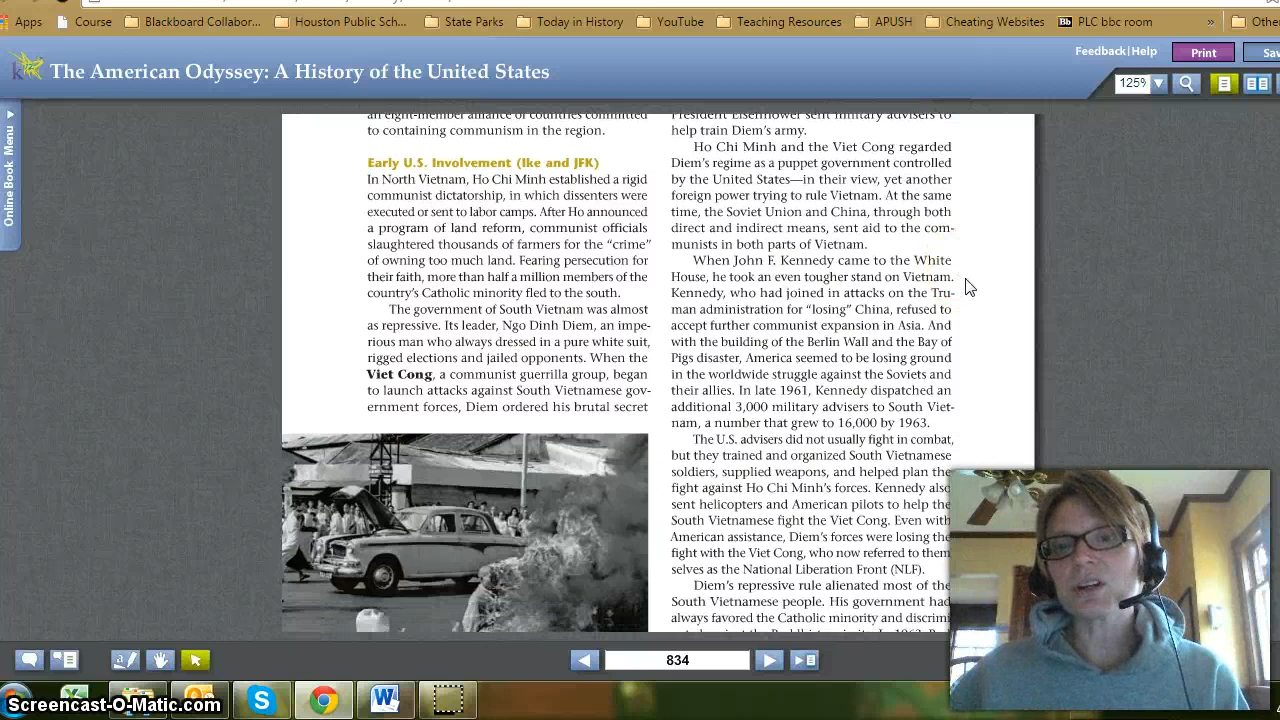 Apps
Course
Blackboard Collabor...
Houston Public Sch...
State Parks
Today in History
YouTube
Teaching Resources
APUSH
Cheating Websites
Bb
PLC bbc room
»
Other
Feedback|Help
Print
Sav
The American Odyssey: A History of the United States
125%
Online Book Menu
an eight-member alliance of countries committed
to containing communism in the region.
Early U.S. Involvement (Ike and JFK)
In North Vietnam, Ho Chi Minh established a rigid
communist dictatorship, in which dissenters were
executed or sent to labor camps. After Ho announced
a program of land reform, communist officials
slaughtered thousands of farmers for the “crime”
of owning too much land. Fearing persecution for
their faith, more than half a million members of the
country’s Catholic minority fled to the south.
The government of South Vietnam was almost
as repressive. Its leader, Ngo Dinh Diem, an impe-
rious man who always dressed in a pure white suit,
rigged elections and jailed opponents. When the
Viet Cong, a communist guerrilla group, began
to launch attacks against South Vietnamese gov-
ernment forces, Diem ordered his brutal secret
President Eisenhower sent military advisers to
help train Diem’s army.
Ho Chi Minh and the Viet Cong regarded
Diem’s regime as a puppet government controlled
by the United States—in their view, yet another
foreign power trying to rule Vietnam. At the same
time, the Soviet Union and China, through both
direct and indirect means, sent aid to the com-
munists in both parts of Vietnam.
When John F. Kennedy came to the White
House, he took an even tougher stand on Vietnam.
Kennedy, who had joined in attacks on the Tru-
man administration for “losing” China, refused to
accept further communist expansion in Asia. And
with the building of the Berlin Wall and the Bay of
Pigs disaster, America seemed to be losing ground
in the worldwide struggle against the Soviets and
their allies. In late 1961, Kennedy dispatched an
additional 3,000 military advisers to South Viet-
nam, a number that grew to 16,000 by 1963.
The U.S. advisers did not usually fight in combat,
but they trained and organized South Vietnamese
soldiers, supplied weapons, and helped plan the
fight against Ho Chi Minh’s forces. Kennedy also
sent helicopters and American pilots to help the
South Vietnamese fight the Viet Cong. Even with
American assistance, Diem’s forces were losing the
fight with the Viet Cong, who now referred to them
selves as the National Liberation Front (NLF).
Diem’s repressive rule alienated most of the
South Vietnamese people. His government had
always favored the Catholic minority and discrimi
834
Screencast-O-Matic.com